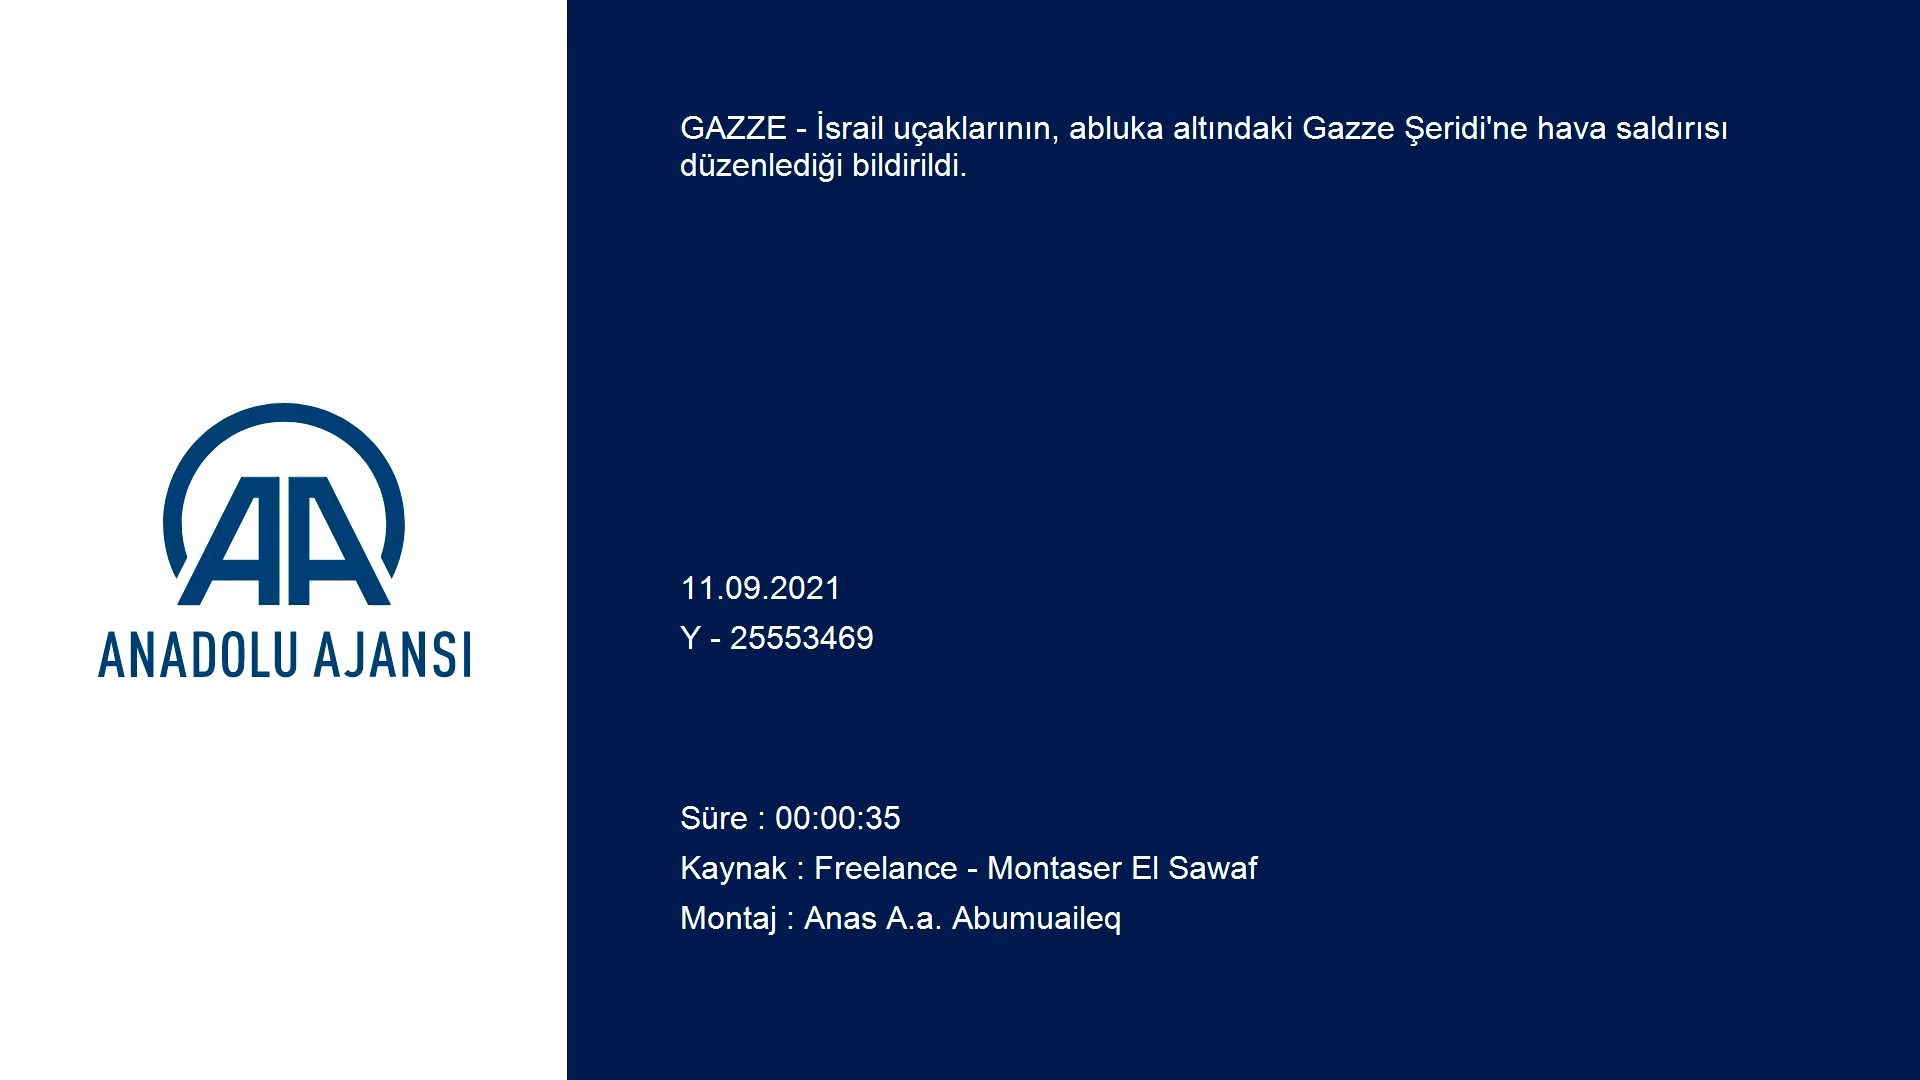 GAZZE - İsrail uçaklarının, abluka altındaki Gazze Şeridi'ne hava saldırısı
düzenlediği bildirildi.
AA
ANADOLU AJANSI
11.09.2021
Y - 25553469
Süre : 00:00:35
Kaynak : Freelance - Montaser El Sawaf
Montaj : Anas A.a. Abumuaileq